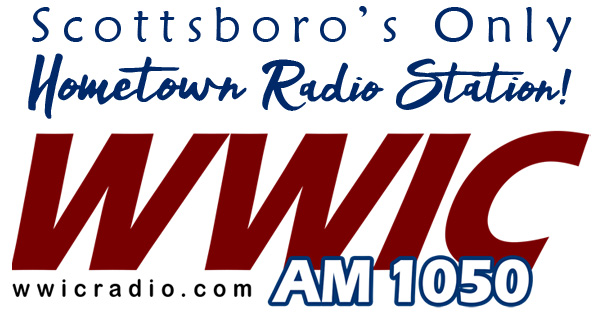 Scottsboro's Only
Hometown Radio Station!
WWIC
wwicradio.com AM 1050